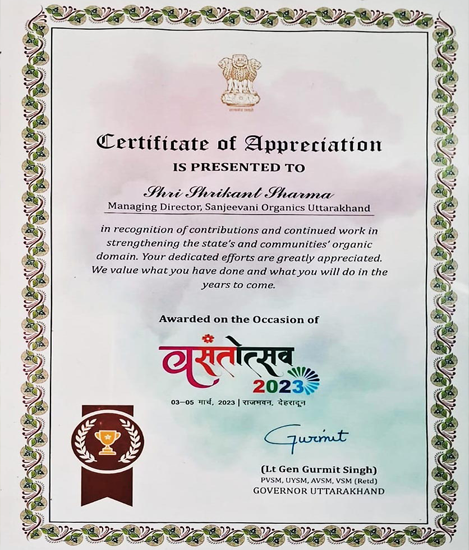 Certificate of Appreciation
IS PRESENTED TO
Shri Shrikant Sharma
Managing Director, Sanjeevani Organics Uttarakhand
in recognition of contributions and continued work in
strengthening the state's and communities' organic
domain. Your dedicated efforts are greatly appreciated.
We value what you have done and what you will do in the
years to come.
Awarded on the Occasion of
वसंतोत्सव
2023
03-05 मार्च, 2023 | राजभवन, देहरादून
Gurmit
(Lt Gen Gurmit Singh)
PVSM, UYSM, AVSM, VSM (Retd)
GOVERNOR UTTARAKHAND